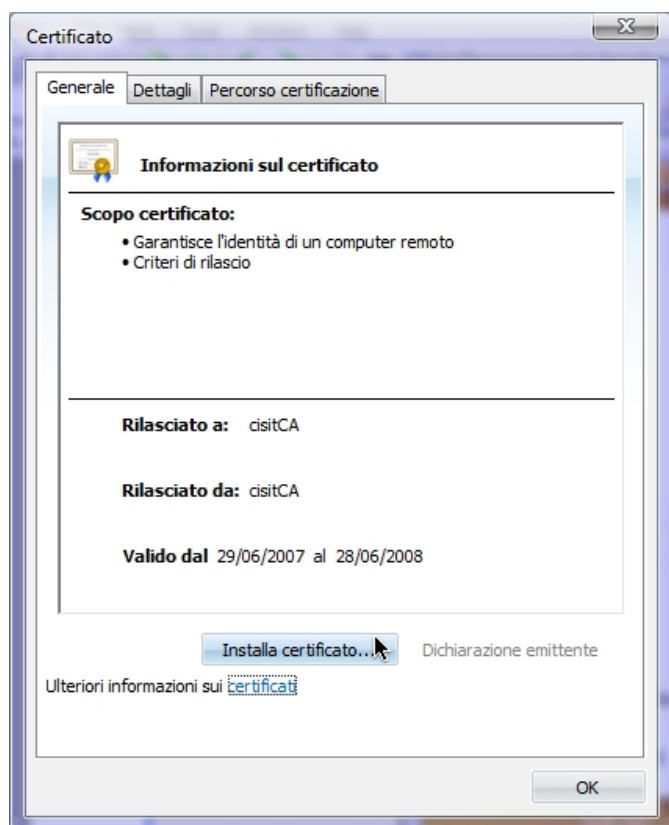 Certificato
Generale Dettagli Percorso certificazione
Informazioni sul certificato
Scopo certificato:
• Garantisce l'identità di un computer remoto
• Criteri di rilascio
Rilasciato a: cisitCA
Rilasciato da: cisitCA
Valido dal 29/06/2007 al 28/06/2008
Installa certificato... Dichiarazione emittente
Ulteriori informazioni sui certificati
OK